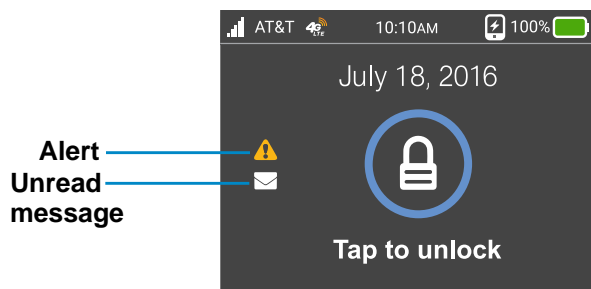 AT&T 4G LTE 10:10AM 100%
July 18, 2016
Alert
Unread
message
Tap to unlock